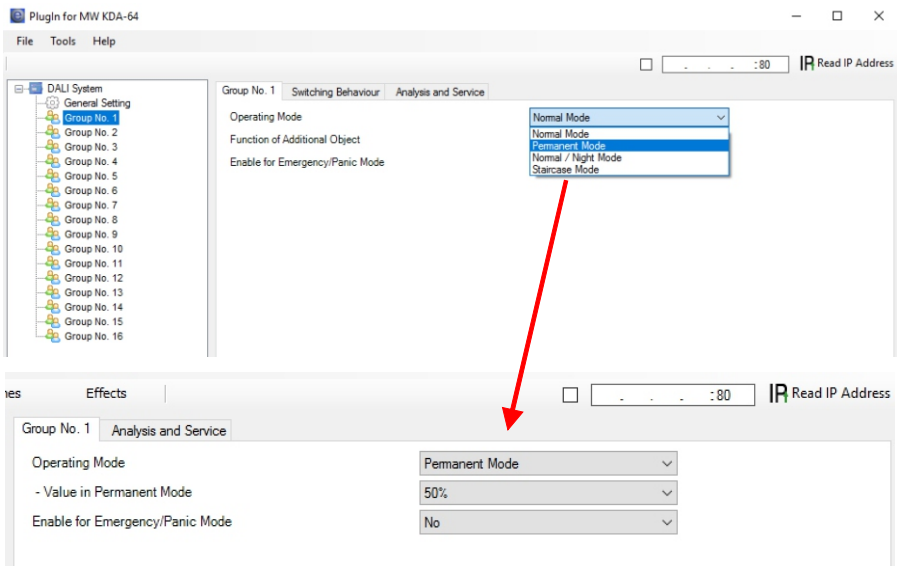 PlugIn for MW KDA-64
File Tools Help
. . . :80 Read IP Address
DALI System
General Setting
Group No. 1
Group No. 2
Group No. 3
Group No. 4
Group No. 5
Group No. 6
Group No. 7
Group No. 8
Group No. 9
Group No. 10
Group No. 11
Group No. 12
Group No. 13
Group No. 14
Group No. 15
Group No. 16
Group No. 1 Switching Behaviour Analysis and Service
Operating Mode Normal Mode
Function of Additional Object
Enable for Emergency/Panic Mode
Normal Mode
Permanent Mode
Normal / Night Mode
Staircase Mode
nes Effects . . . :80 Read IP Address
Group No. 1 Analysis and Service
Operating Mode Permanent Mode
- Value in Permanent Mode 50%
Enable for Emergency/Panic Mode No